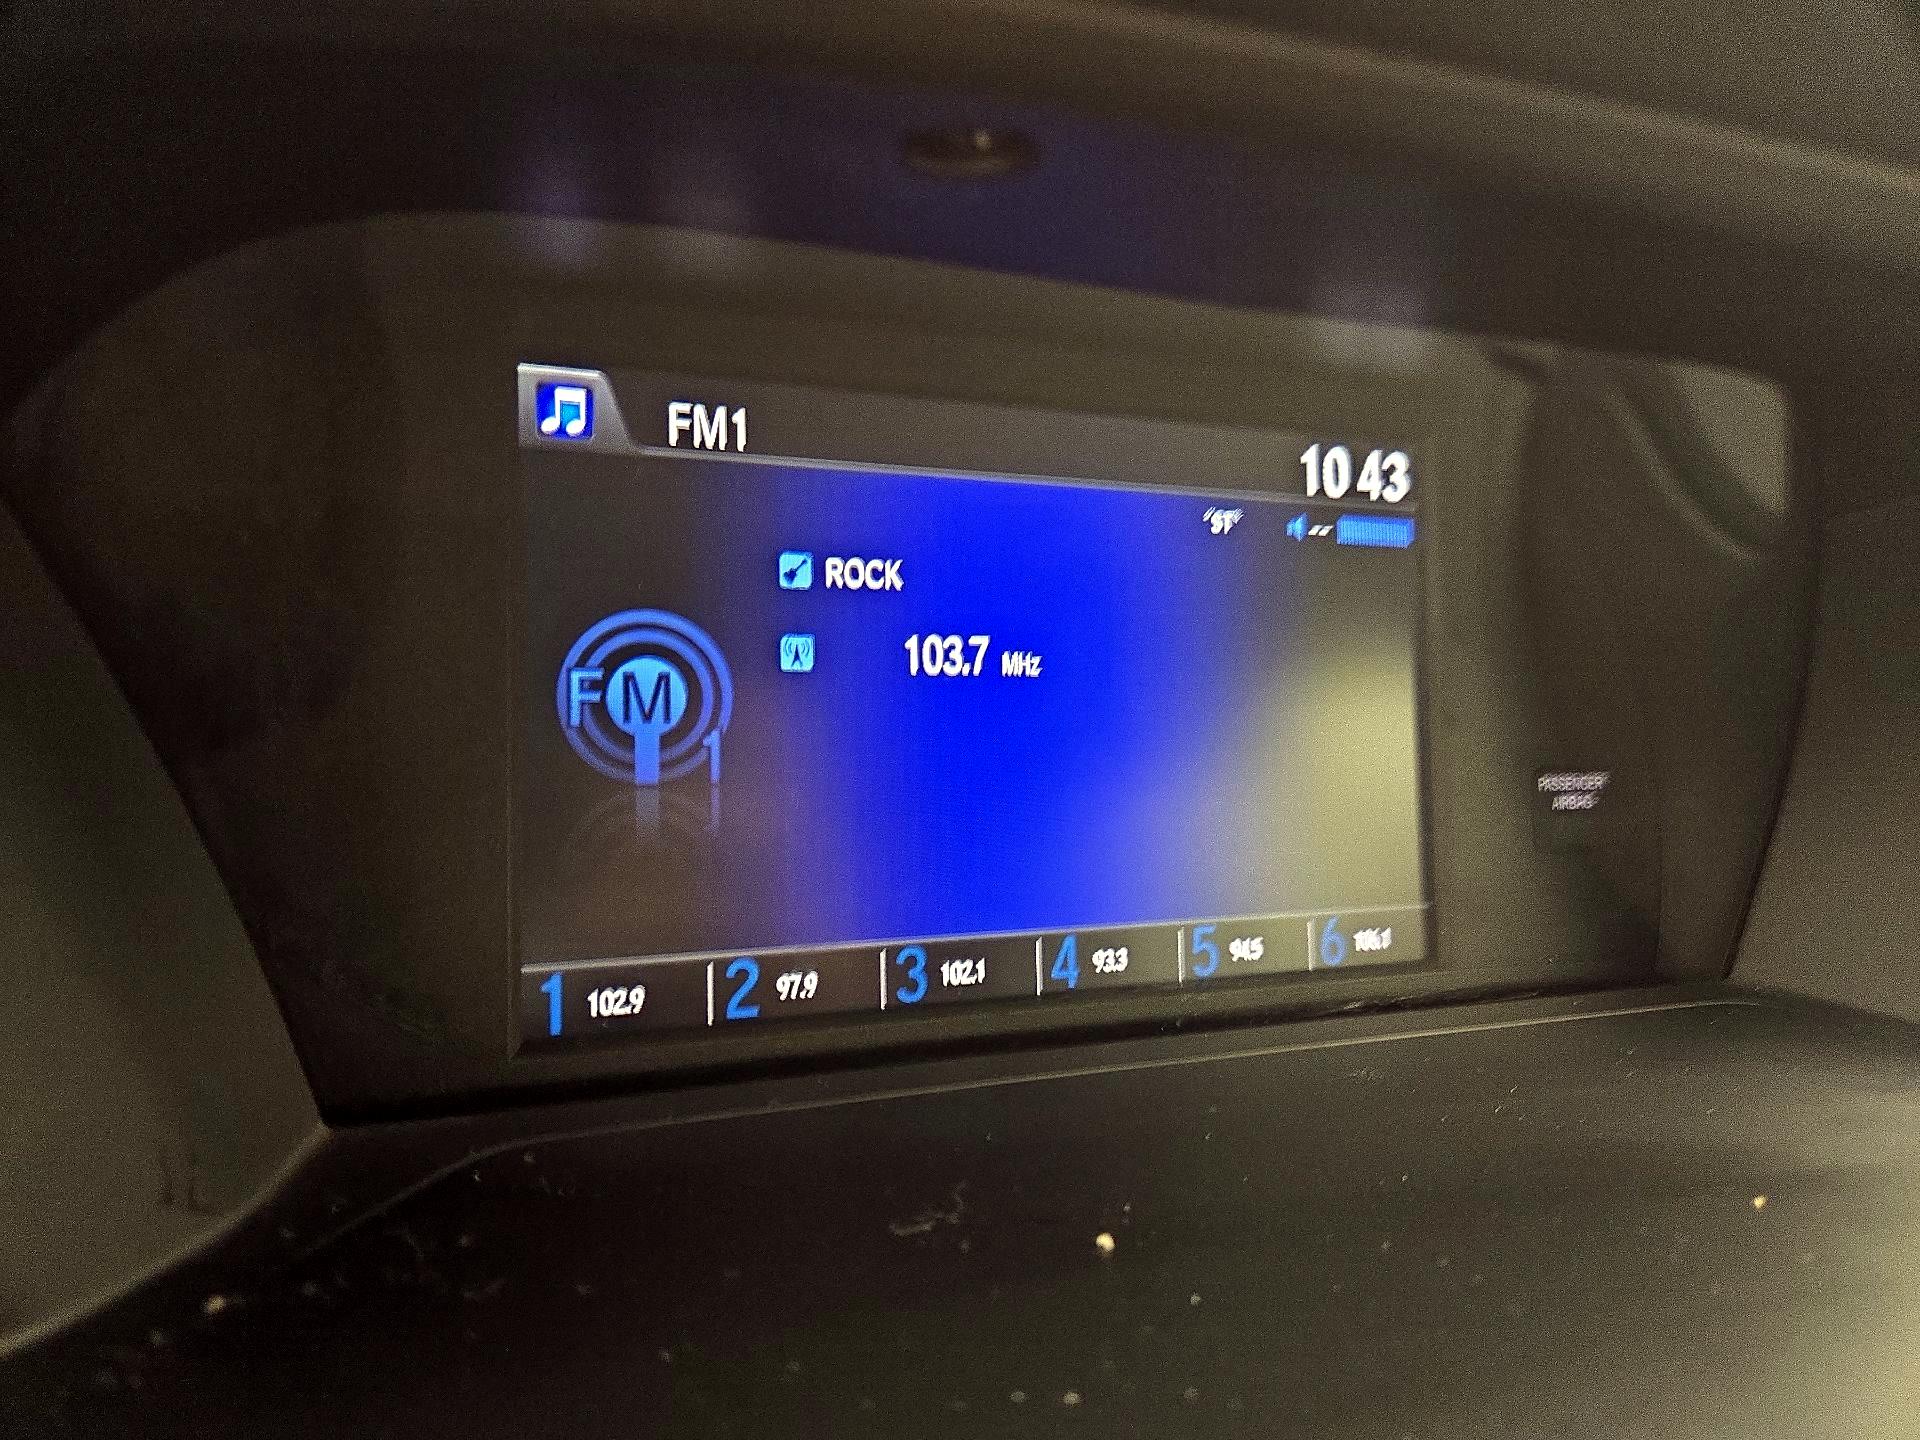 FM1
10 43
ST
ROCK
103.7 MHz
FM
1
1 102.9 2 97.9 3 102.1 4 93.3 5 94.5 6 106.1
PASSENGER
AIRBAG